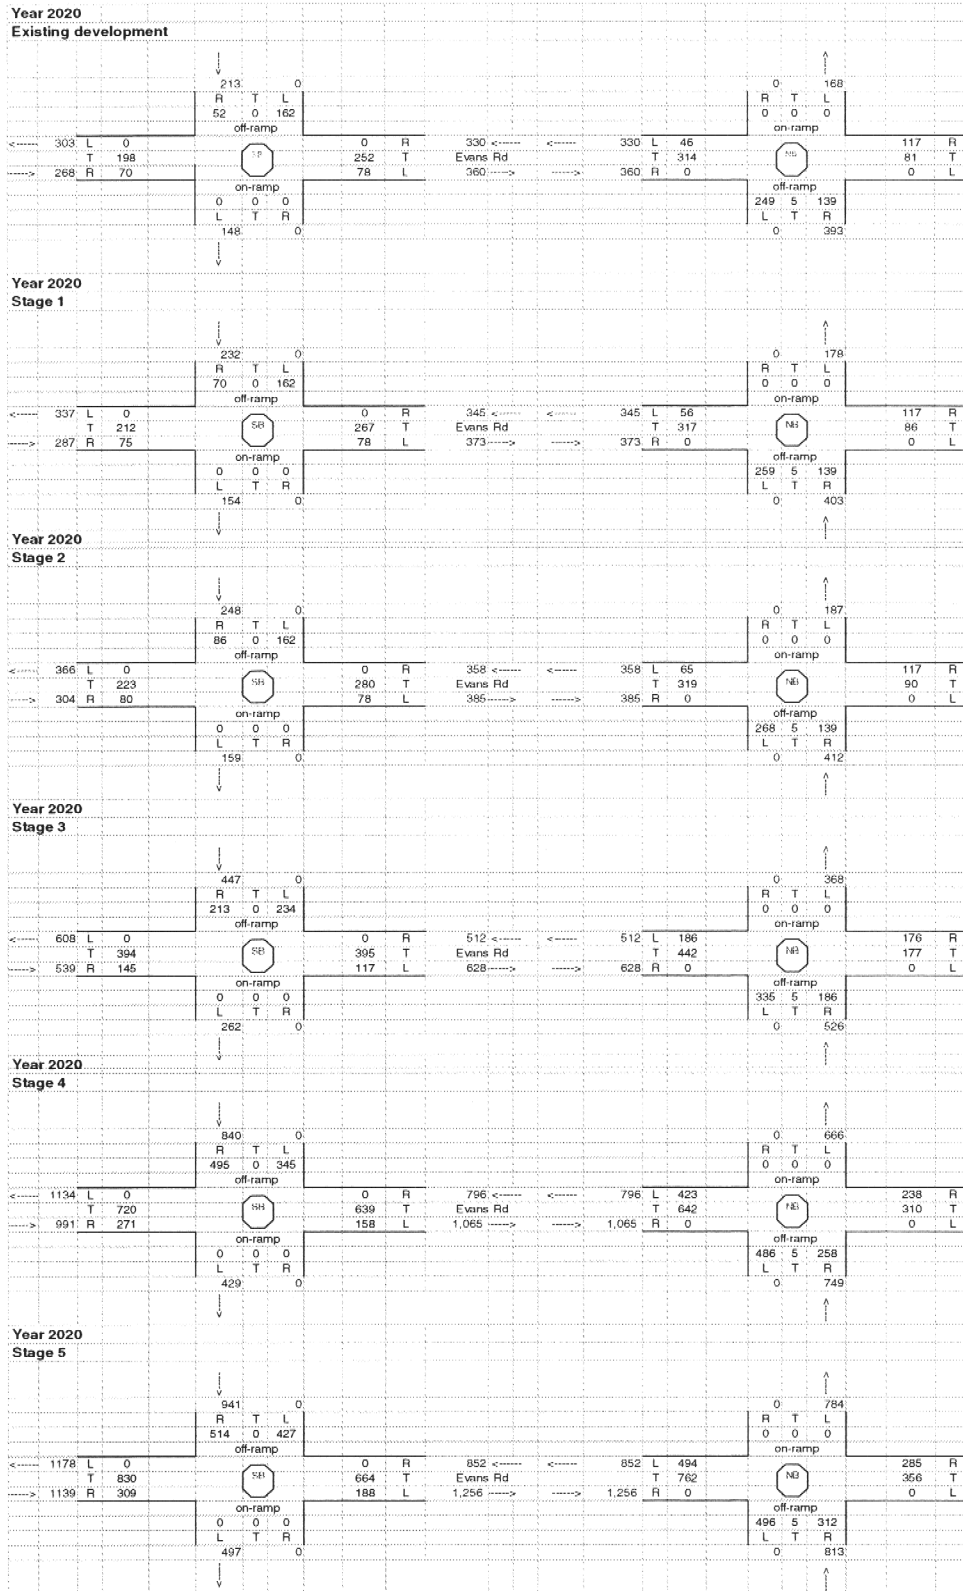 Year 2020
Existing development
213 0 0 168
R T L R T L
52 0 162 0 0 0
off-ramp on-ramp
<----- 303 L 0 0 R 330 <------ <----- 330 L 46 117 R
T 198 252 T Evans Rd T 314 81 T
-----> 268 R 70 78 L 360 -----> -----> 360 R 0 0 L
on-ramp off-ramp
0 0 0 249 5 139
L T R L T R
148 0 0 393
Year 2020
Stage 1
232 0 0 178
R T L R T L
70 0 162 0 0 0
off-ramp on-ramp
<----- 337 L 0 0 R 345 <------ <----- 345 L 56 117 R
T 212 SB 267 T Evans Rd T 317 NB 86 T
-----> 287 R 75 78 L 373 -----> -----> 373 R 0 0 L
on-ramp off-ramp
0 0 0 259 5 139
L T R L T R
154 0 0 403
Year 2020
Stage 2
248 0 0 187
R T L R T L
86 0 162 0 0 0
off-ramp on-ramp
<----- 366 L 0 0 R 358 <------ <----- 358 L 65 117 R
T 223 SB 280 T Evans Rd T 319 NB 90 T
-----> 304 R 80 78 L 385 -----> -----> 385 R 0 0 L
on-ramp off-ramp
0 0 0 268 5 139
L T R L T R
159 0 0 412
Year 2020
Stage 3
447 0 0 368
R T L R T L
213 0 234 0 0 0
off-ramp on-ramp
<----- 608 L 0 0 R 512 <------ <----- 512 L 186 176 R
T 394 SB 395 T Evans Rd T 442 NB 177 T
-----> 539 R 145 117 L 628 -----> -----> 628 R 0 0 L
on-ramp off-ramp
0 0 0 335 5 186
L T R L T R
262 0 0 526
Year 2020
Stage 4
840 0 0 666
R T L R T L
495 0 345 0 0 0
off-ramp on-ramp
<----- 1134 L 0 0 R 796 <------ <----- 796 L 423 238 R
T 720 SB 639 T Evans Rd T 642 NB 310 T
-----> 991 R 271 158 L 1,065 -----> -----> 1,065 R 0 0 L
on-ramp off-ramp
0 0 0 486 5 258
L T R L T R
429 0 0 749
Year 2020
Stage 5
941 0 0 784
R T L R T L
514 0 427 0 0 0
off-ramp on-ramp
<----- 1178 L 0 0 R 852 <------ <----- 852 L 494 285 R
T 830 SB 664 T Evans Rd T 762 NB 356 T
-----> 1139 R 309 188 L 1,256 -----> -----> 1,256 R 0 0 L
on-ramp off-ramp
0 0 0 496 5 312
L T R L T R
497 0 0 813